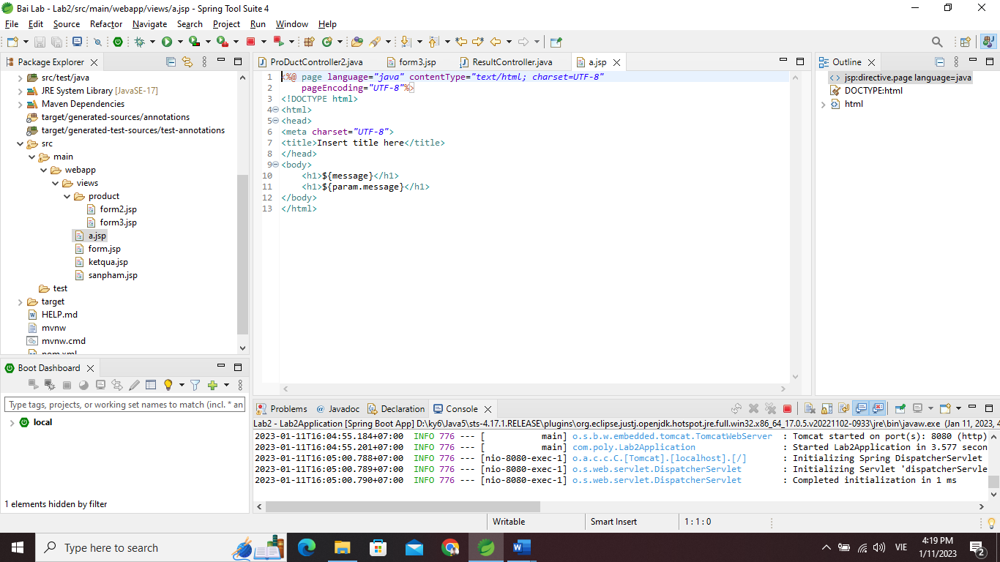 Bai Lab - Lab2/src/main/webapp/views/a.jsp - Spring Tool Suite 4
File Edit Source Refactor Navigate Search Project Run Window Help
Package Explorer
src/test/java
JRE System Library [JavaSE-17]
Maven Dependencies
target/generated-sources/annotations
target/generated-test-sources/test-annotations
src
main
webapp
views
product
form2.jsp
form3.jsp
a.jsp
form.jsp
ketqua.jsp
sanpham.jsp
test
target
HELP.md
mvnw
mvnw.cmd
pom.xml
Boot Dashboard
Type tags, projects, or working set names to match (incl. * an
local
1 elements hidden by filter
ProDuctController2.java form3.jsp ResultController.java a.jsp
1 <%@ page language="java" contentType="text/html; charset=UTF-8"
2 pageEncoding="UTF-8"%>
3 <!DOCTYPE html>
4 <html>
5 <head>
6 <meta charset="UTF-8">
7 <title>Insert title here</title>
8 </head>
9 <body>
10 <h1>${message}</h1>
11 <h1>${param.message}</h1>
12 </body>
13 </html>
Outline
jsp:directive.page language=java
DOCTYPE:html
html
Problems @ Javadoc Declaration Console
Lab2 - Lab2Application [Spring Boot App] D:\ky6\Java5\sts-4.17.1.RELEASE\plugins\org.eclipse.justj.openjdk.hotspot.jre.full.win32.x86_64_17.0.5.v20221102-0933\jre\bin\javaw.exe (Jan 11, 2023, 4
2023-01-11T16:04:55.184+07:00 INFO 776 --- [ main] o.s.b.w.embedded.tomcat.TomcatWebServer : Tomcat started on port(s): 8080 (http)
2023-01-11T16:04:55.201+07:00 INFO 776 --- [ main] com.poly.Lab2Application : Started Lab2Application in 3.577 secon
2023-01-11T16:05:00.788+07:00 INFO 776 --- [nio-8080-exec-1] o.a.c.c.C.[Tomcat].[localhost].[/] : Initializing Spring DispatcherServlet
2023-01-11T16:05:00.789+07:00 INFO 776 --- [nio-8080-exec-1] o.s.web.servlet.DispatcherServlet : Initializing Servlet 'dispatcherServle
2023-01-11T16:05:00.790+07:00 INFO 776 --- [nio-8080-exec-1] o.s.web.servlet.DispatcherServlet : Completed initialization in 1 ms
Writable Smart Insert 1 : 1 : 0
Type here to search
VIE
4:19 PM
1/11/2023
2